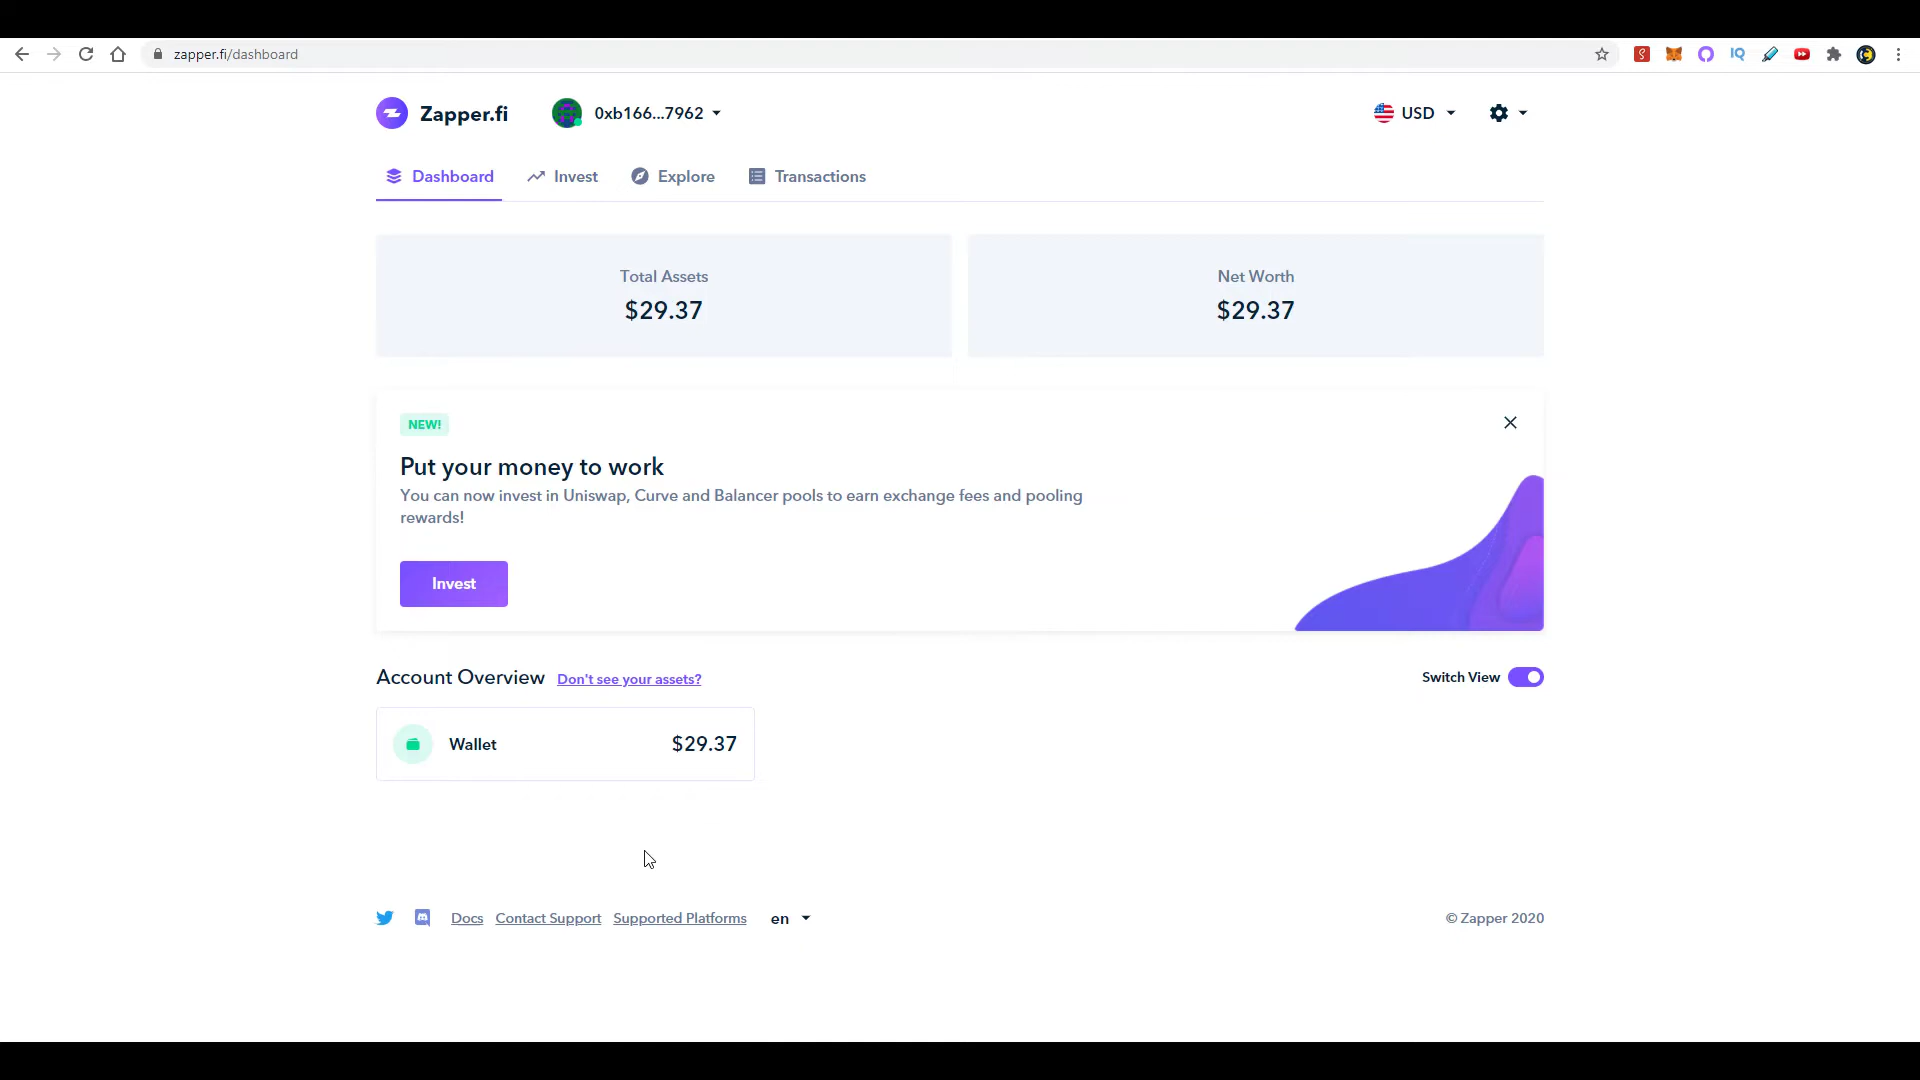 zapper.fi/dashboard
Zapper.fi
0xb166...7962
USD
Dashboard
Invest
Explore
Transactions
Total Assets
$29.37
Net Worth
$29.37
NEW!
Put your money to work
You can now invest in Uniswap, Curve and Balancer pools to earn exchange fees and pooling
rewards!
Invest
Account Overview
Don't see your assets?
Switch View
Wallet
$29.37
Docs
Contact Support
Supported Platforms
en
© Zapper 2020